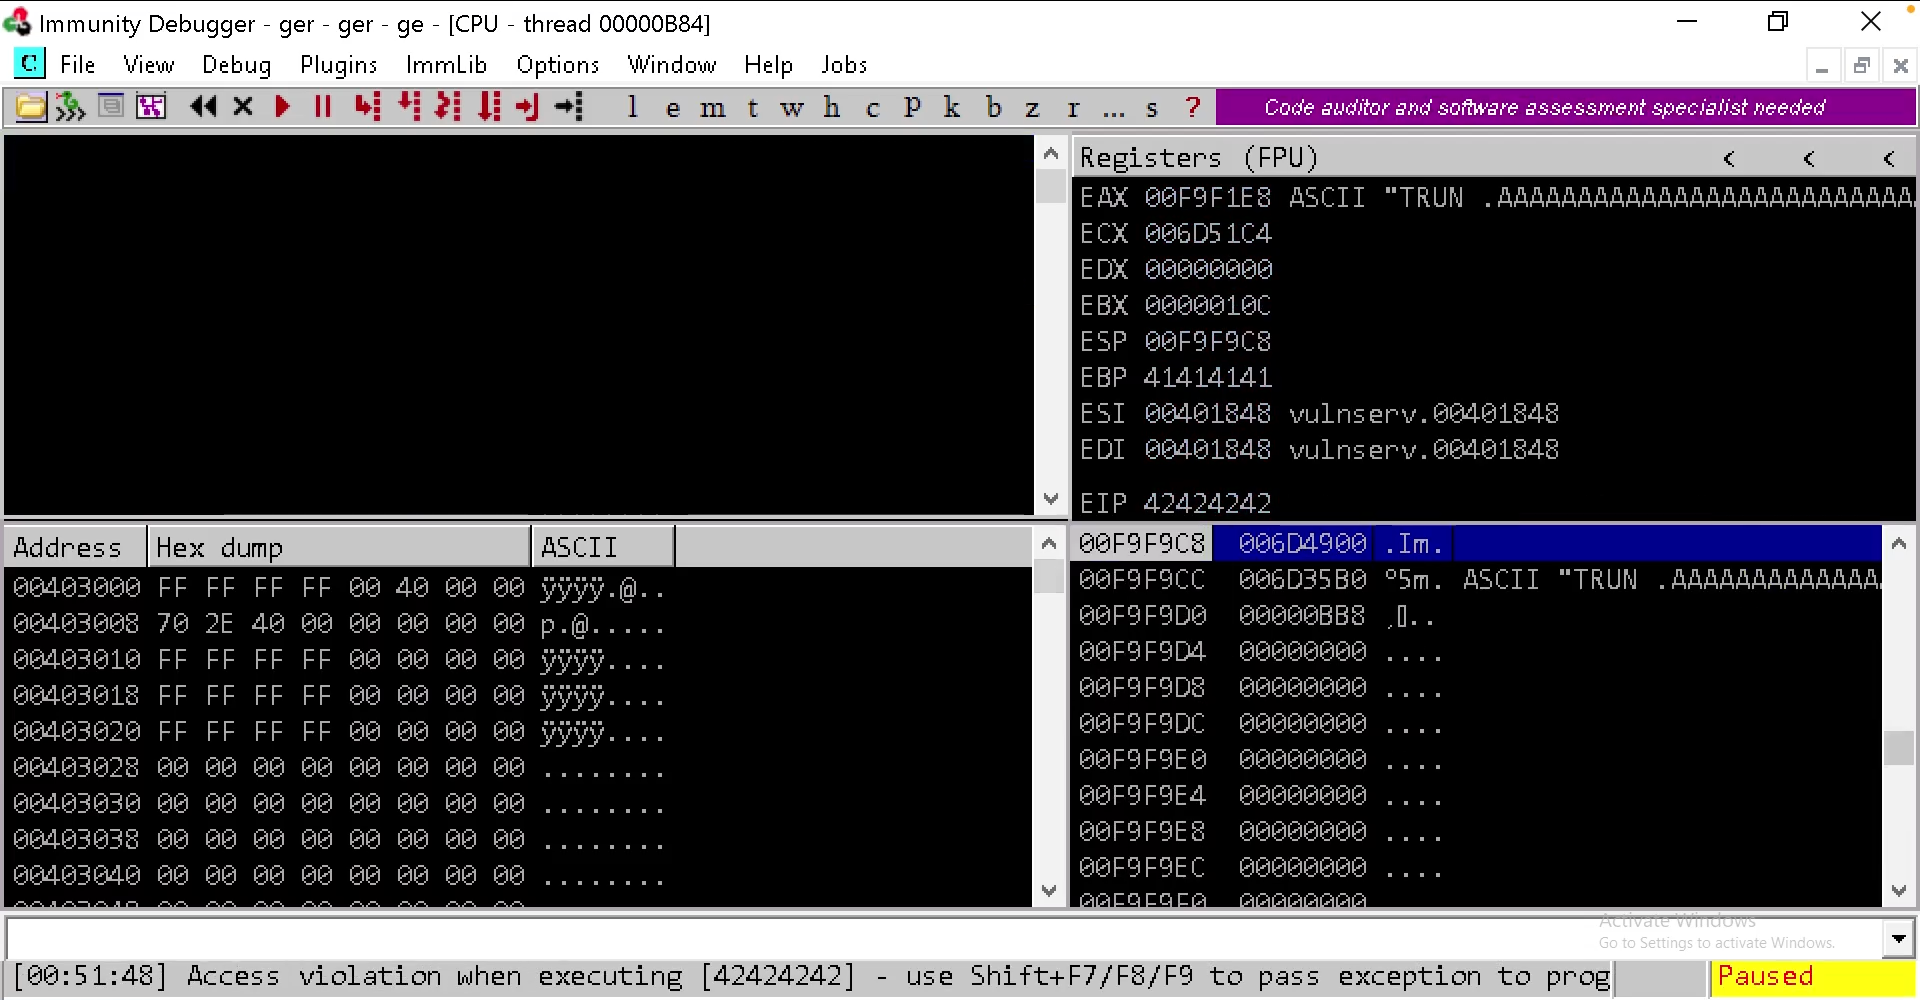 Immunity Debugger - ger - ger - ge - [CPU - thread 00000B84]
C File View Debug Plugins ImmLib Options Window Help Jobs
l e m t w h c P k b z r ... s ? Code auditor and software assessment specialist needed
Registers (FPU) < < <
EAX 00F9F1E8 ASCII "TRUN .AAAAAAAAAAAAAAAAAAAAAAAAAA
ECX 006D51C4
EDX 00000000
EBX 0000010C
ESP 00F9F9C8
EBP 41414141
ESI 00401848 vulnserv.00401848
EDI 00401848 vulnserv.00401848
EIP 42424242
Address Hex dump ASCII
00403000 FF FF FF FF 00 40 00 00 ÿÿÿÿ.@..
00403008 70 2E 40 00 00 00 00 00 p.@.....
00403010 FF FF FF FF 00 00 00 00 ÿÿÿÿ....
00403018 FF FF FF FF 00 00 00 00 ÿÿÿÿ....
00403020 FF FF FF FF 00 00 00 00 ÿÿÿÿ....
00403028 00 00 00 00 00 00 00 00 ........
00403030 00 00 00 00 00 00 00 00 ........
00403038 00 00 00 00 00 00 00 00 ........
00403040 00 00 00 00 00 00 00 00 ........
00F9F9C8 006D4900 .Im.
00F9F9CC 006D35B0 °5m. ASCII "TRUN .AAAAAAAAAAAAA
00F9F9D0 00000BB8 ¸▯..
00F9F9D4 00000000 ....
00F9F9D8 00000000 ....
00F9F9DC 00000000 ....
00F9F9E0 00000000 ....
00F9F9E4 00000000 ....
00F9F9E8 00000000 ....
00F9F9EC 00000000 ....
00F9F9F0 00000000
Activate Windows
Go to Settings to activate Windows.
[00:51:48] Access violation when executing [42424242] - use Shift+F7/F8/F9 to pass exception to prog
Paused